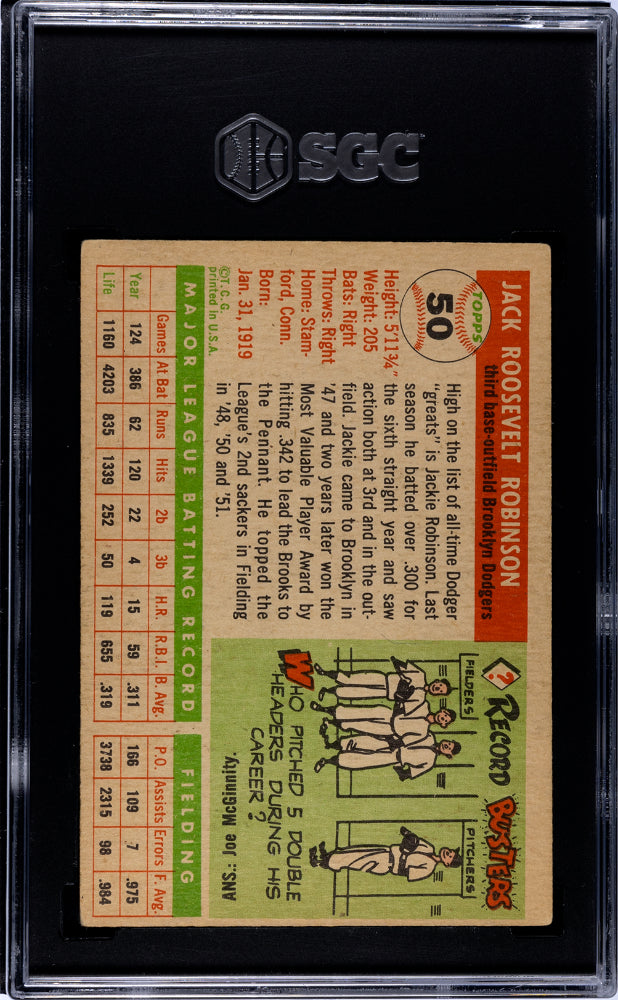 SGC
JACK ROOSEVELT ROBINSON
third base-outfield Brooklyn Dodgers
TOPPS
50
Height: 5'11¾"
Weight: 205
Bats: Right
Throws: Right
Home: Stam-
ford, Conn.
Born:
Jan. 31, 1919
©T. C. G.
printed in U.S.A.
High on the list of all-time Dodger
"greats" is Jackie Robinson. Last
season he batted over .300 for
the sixth straight year and saw
action both at 3rd and in the out-
field. Jackie came to Brooklyn in
'47 and two years later won the
Most Valuable Player Award by
hitting .342 to lead the Brooks to
the Pennant. He topped the
League's 2nd sackers in Fielding
in '48, '50 and '51.
? RECORD BUSTERS
FIELDERS
PITCHERS
WHO PITCHED 5 DOUBLE
HEADERS DURING HIS
CAREER?
ANS.: Joe McGinnity.
MAJOR LEAGUE BATTING RECORD
FIELDING
Games At Bat Runs Hits 2b 3b H.R. R.B.I. B. Avg. P.O. Assists Errors F. Avg.
Year 124 386 62 120 22 4 15 59 .311 166 109 7 .975
Life 1160 4203 835 1339 252 50 119 655 .319 3738 2315 98 .984